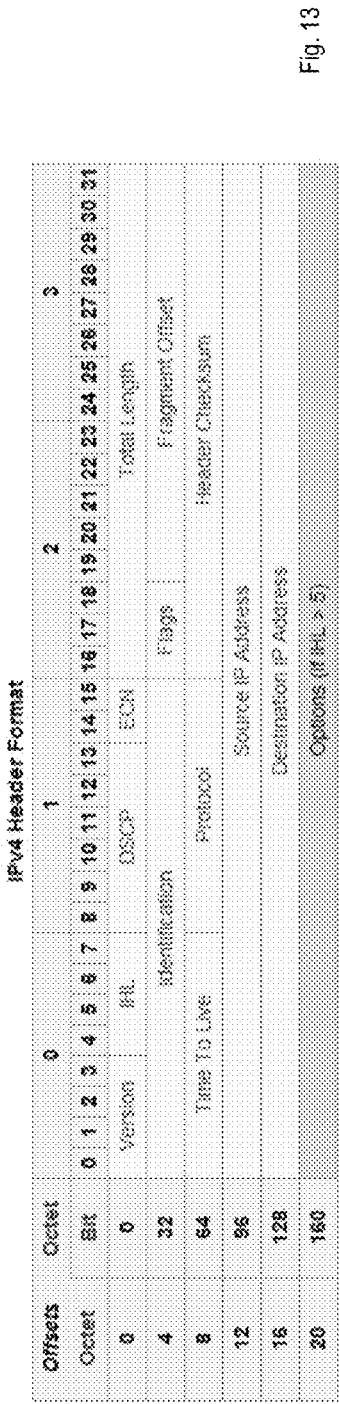 IPv4 Header Format
Offsets Octet 0 1 2 3
Octet Bit 0 1 2 3 4 5 6 7 8 9 10 11 12 13 14 15 16 17 18 19 20 21 22 23 24 25 26 27 28 29 30 31
0 0 Version IHL DSCP ECN Total Length
4 32 Identification Flags Fragment Offset
8 64 Time To Live Protocol Header Checksum
12 96 Source IP Address
16 128 Destination IP Address
20 160 Options (if IHL > 5)
Fig. 13